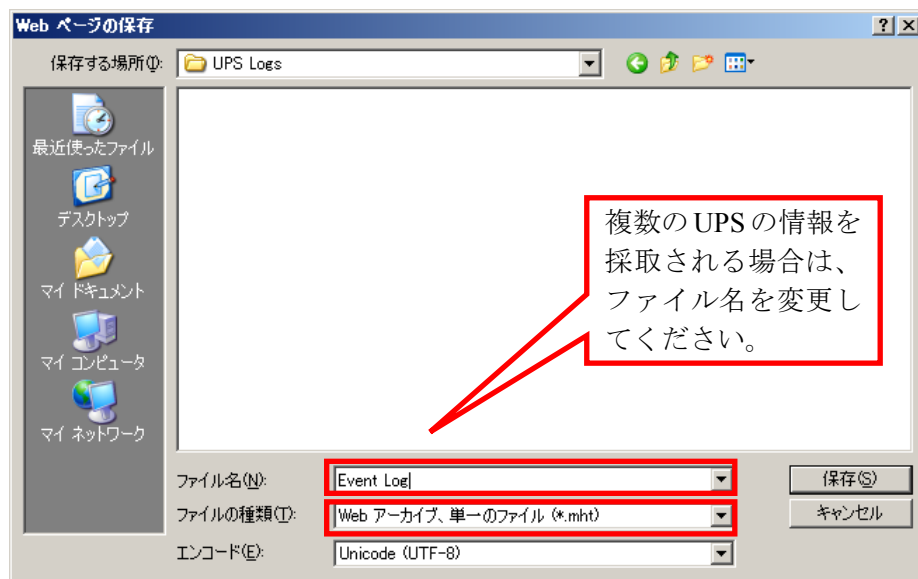 Web ページの保存
保存する場所(I):
UPS Logs
最近使ったファイル
デスクトップ
マイ ドキュメント
マイ コンピュータ
マイ ネットワーク
複数の UPS の情報を
採取される場合は、
ファイル名を変更し
てください。
ファイル名(N):
Event Log
保存(S)
ファイルの種類(T):
Web アーカイブ、単一のファイル (*.mht)
キャンセル
エンコード(E):
Unicode (UTF-8)